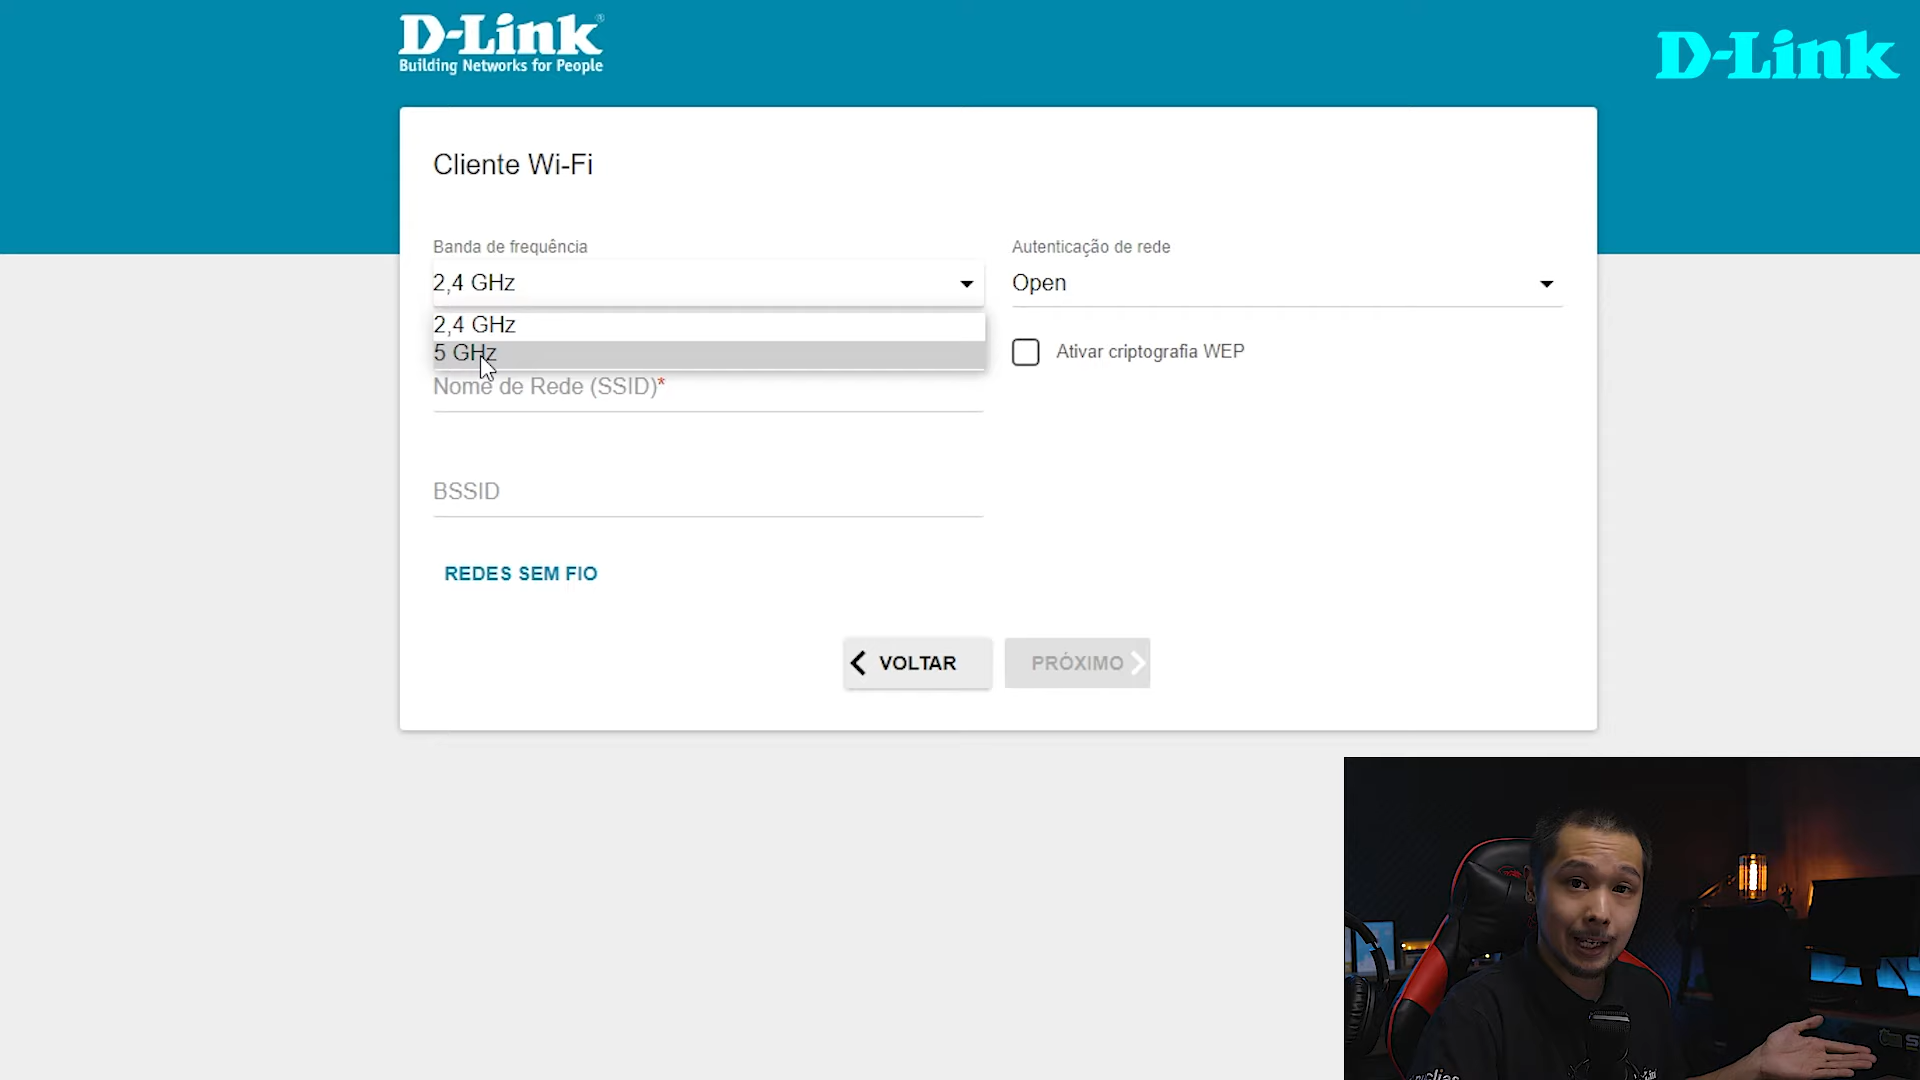 D-Link®
Building Networks for People
D-Link
Cliente Wi-Fi
Banda de frequência
2,4 GHz
2,4 GHz
5 GHz
Nome de Rede (SSID)*
BSSID
REDES SEM FIO
Autenticação de rede
Open
Ativar criptografia WEP
VOLTAR
PRÓXIMO